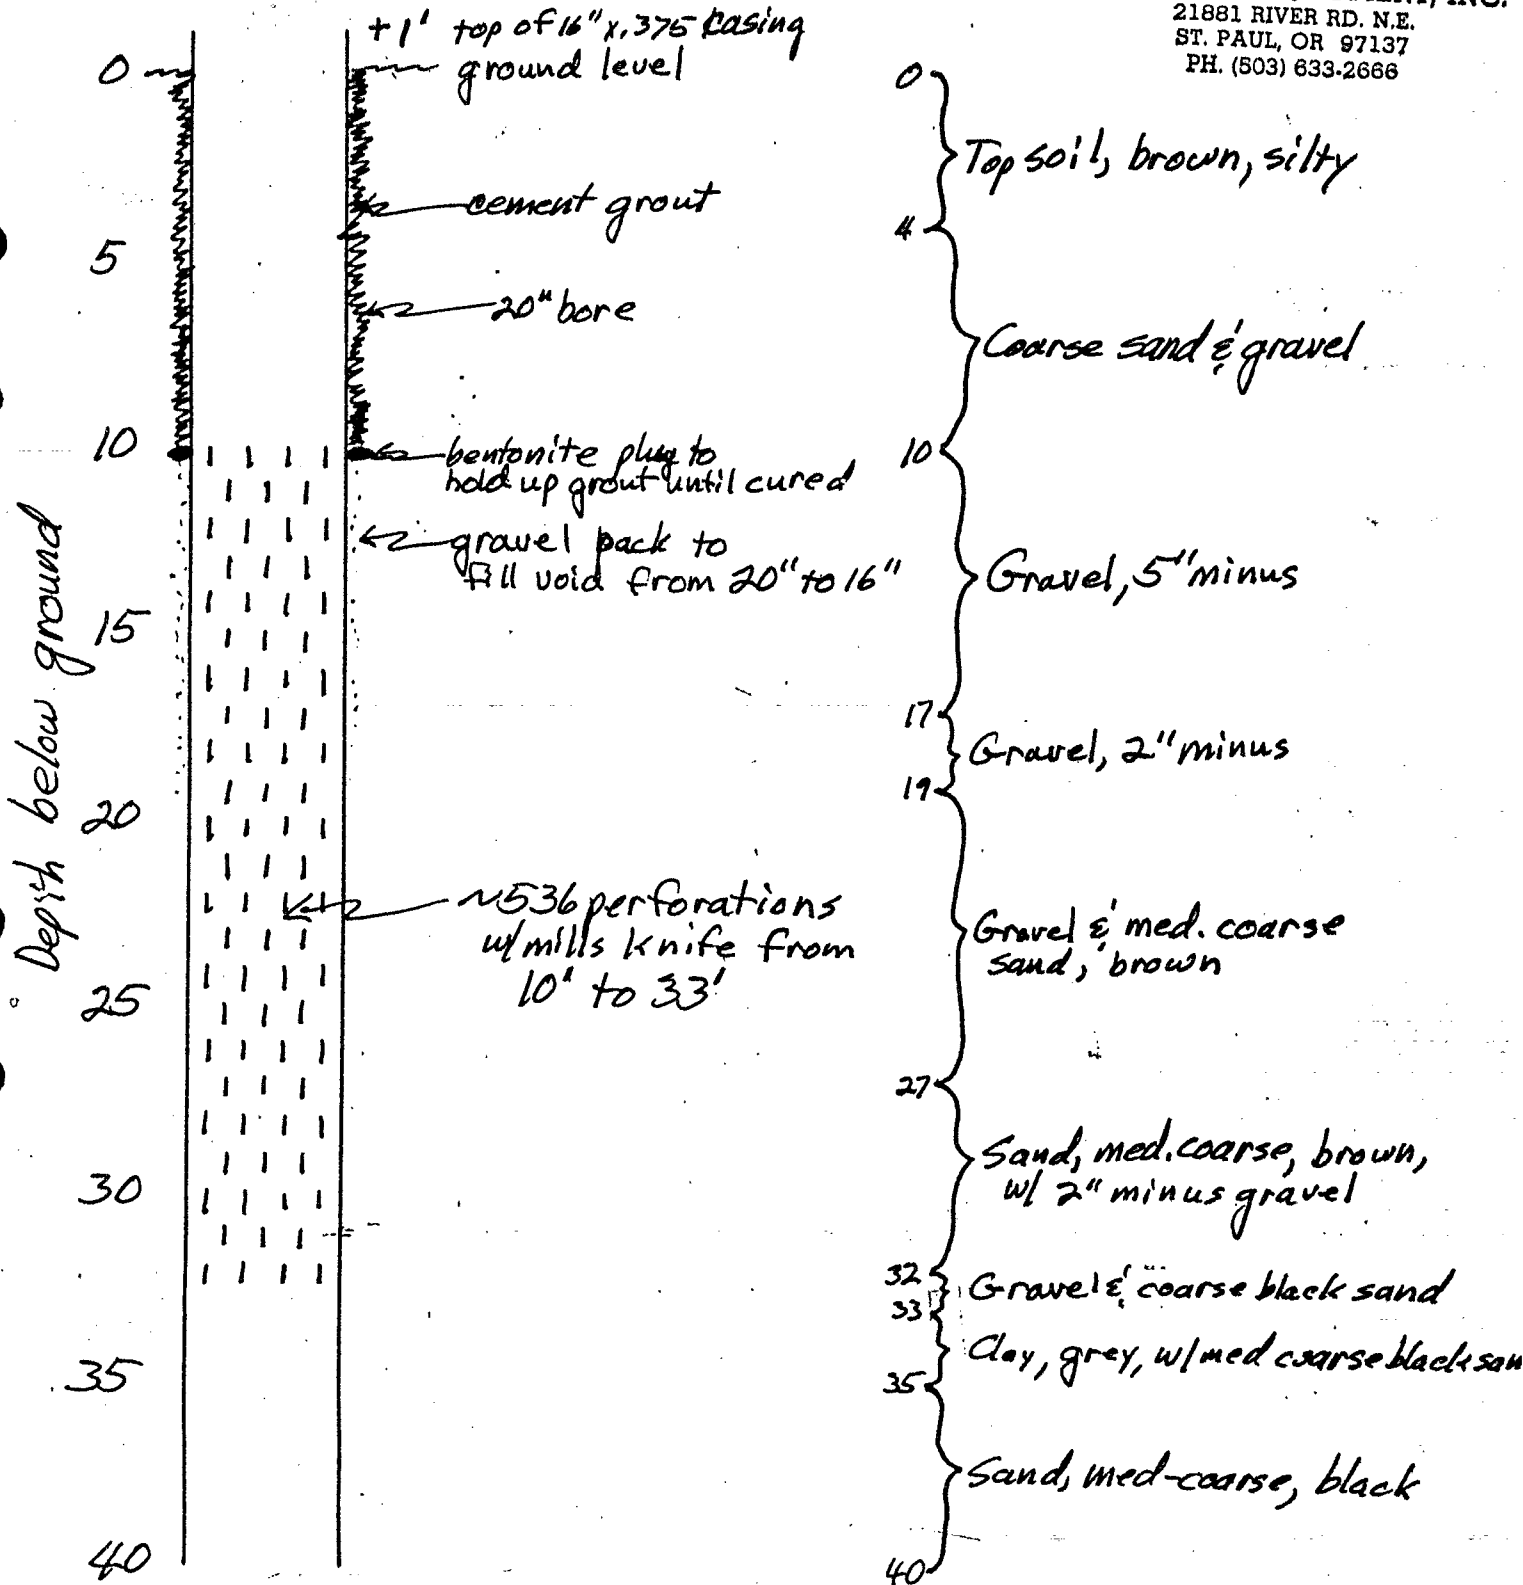 INC.
21881 RIVER RD. N.E.
ST. PAUL, OR 97137
PH. (503) 633-2666
+1' top of 16" x .375 casing
ground level
cement grout
20" bore
bentonite plug to
hold up grout until cured
gravel pack to
fill void from 20" to 16"
~536 perforations
w/ mills knife from
10' to 33'
Depth below ground
0
5
10
15
20
25
30
35
40
0
Top soil, brown, silty
4
Coarse sand & gravel
10
Gravel, 5" minus
17
Gravel, 2" minus
19
Gravel & med. coarse
sand, brown
27
Sand, med. coarse, brown,
w/ 2" minus gravel
32
Gravel & coarse black sand
33
Clay, grey, w/ med coarse black san
35
Sand, med-coarse, black
40